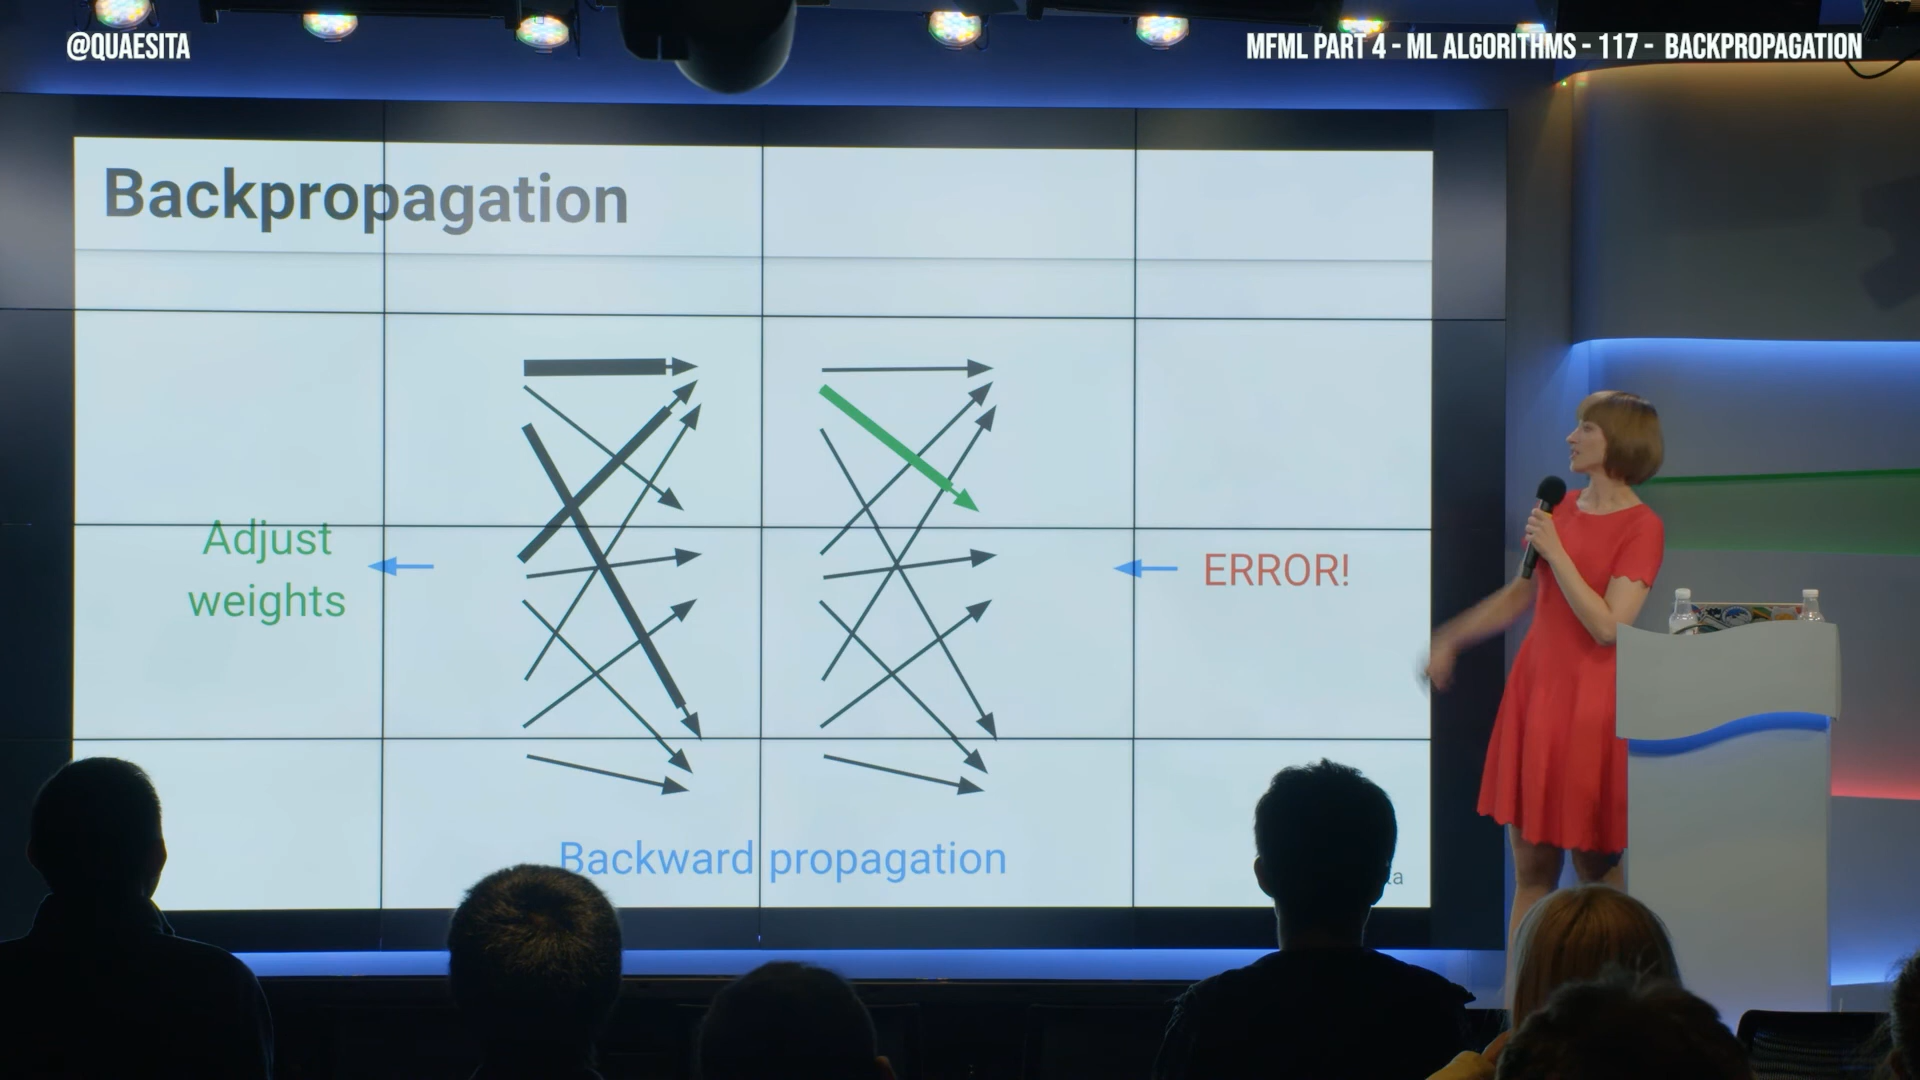 @QUAESITA
MFML PART 4 - ML ALGORITHMS - 117 - BACKPROPAGATION
Backpropagation
Adjust
weights
ERROR!
Backward propagation